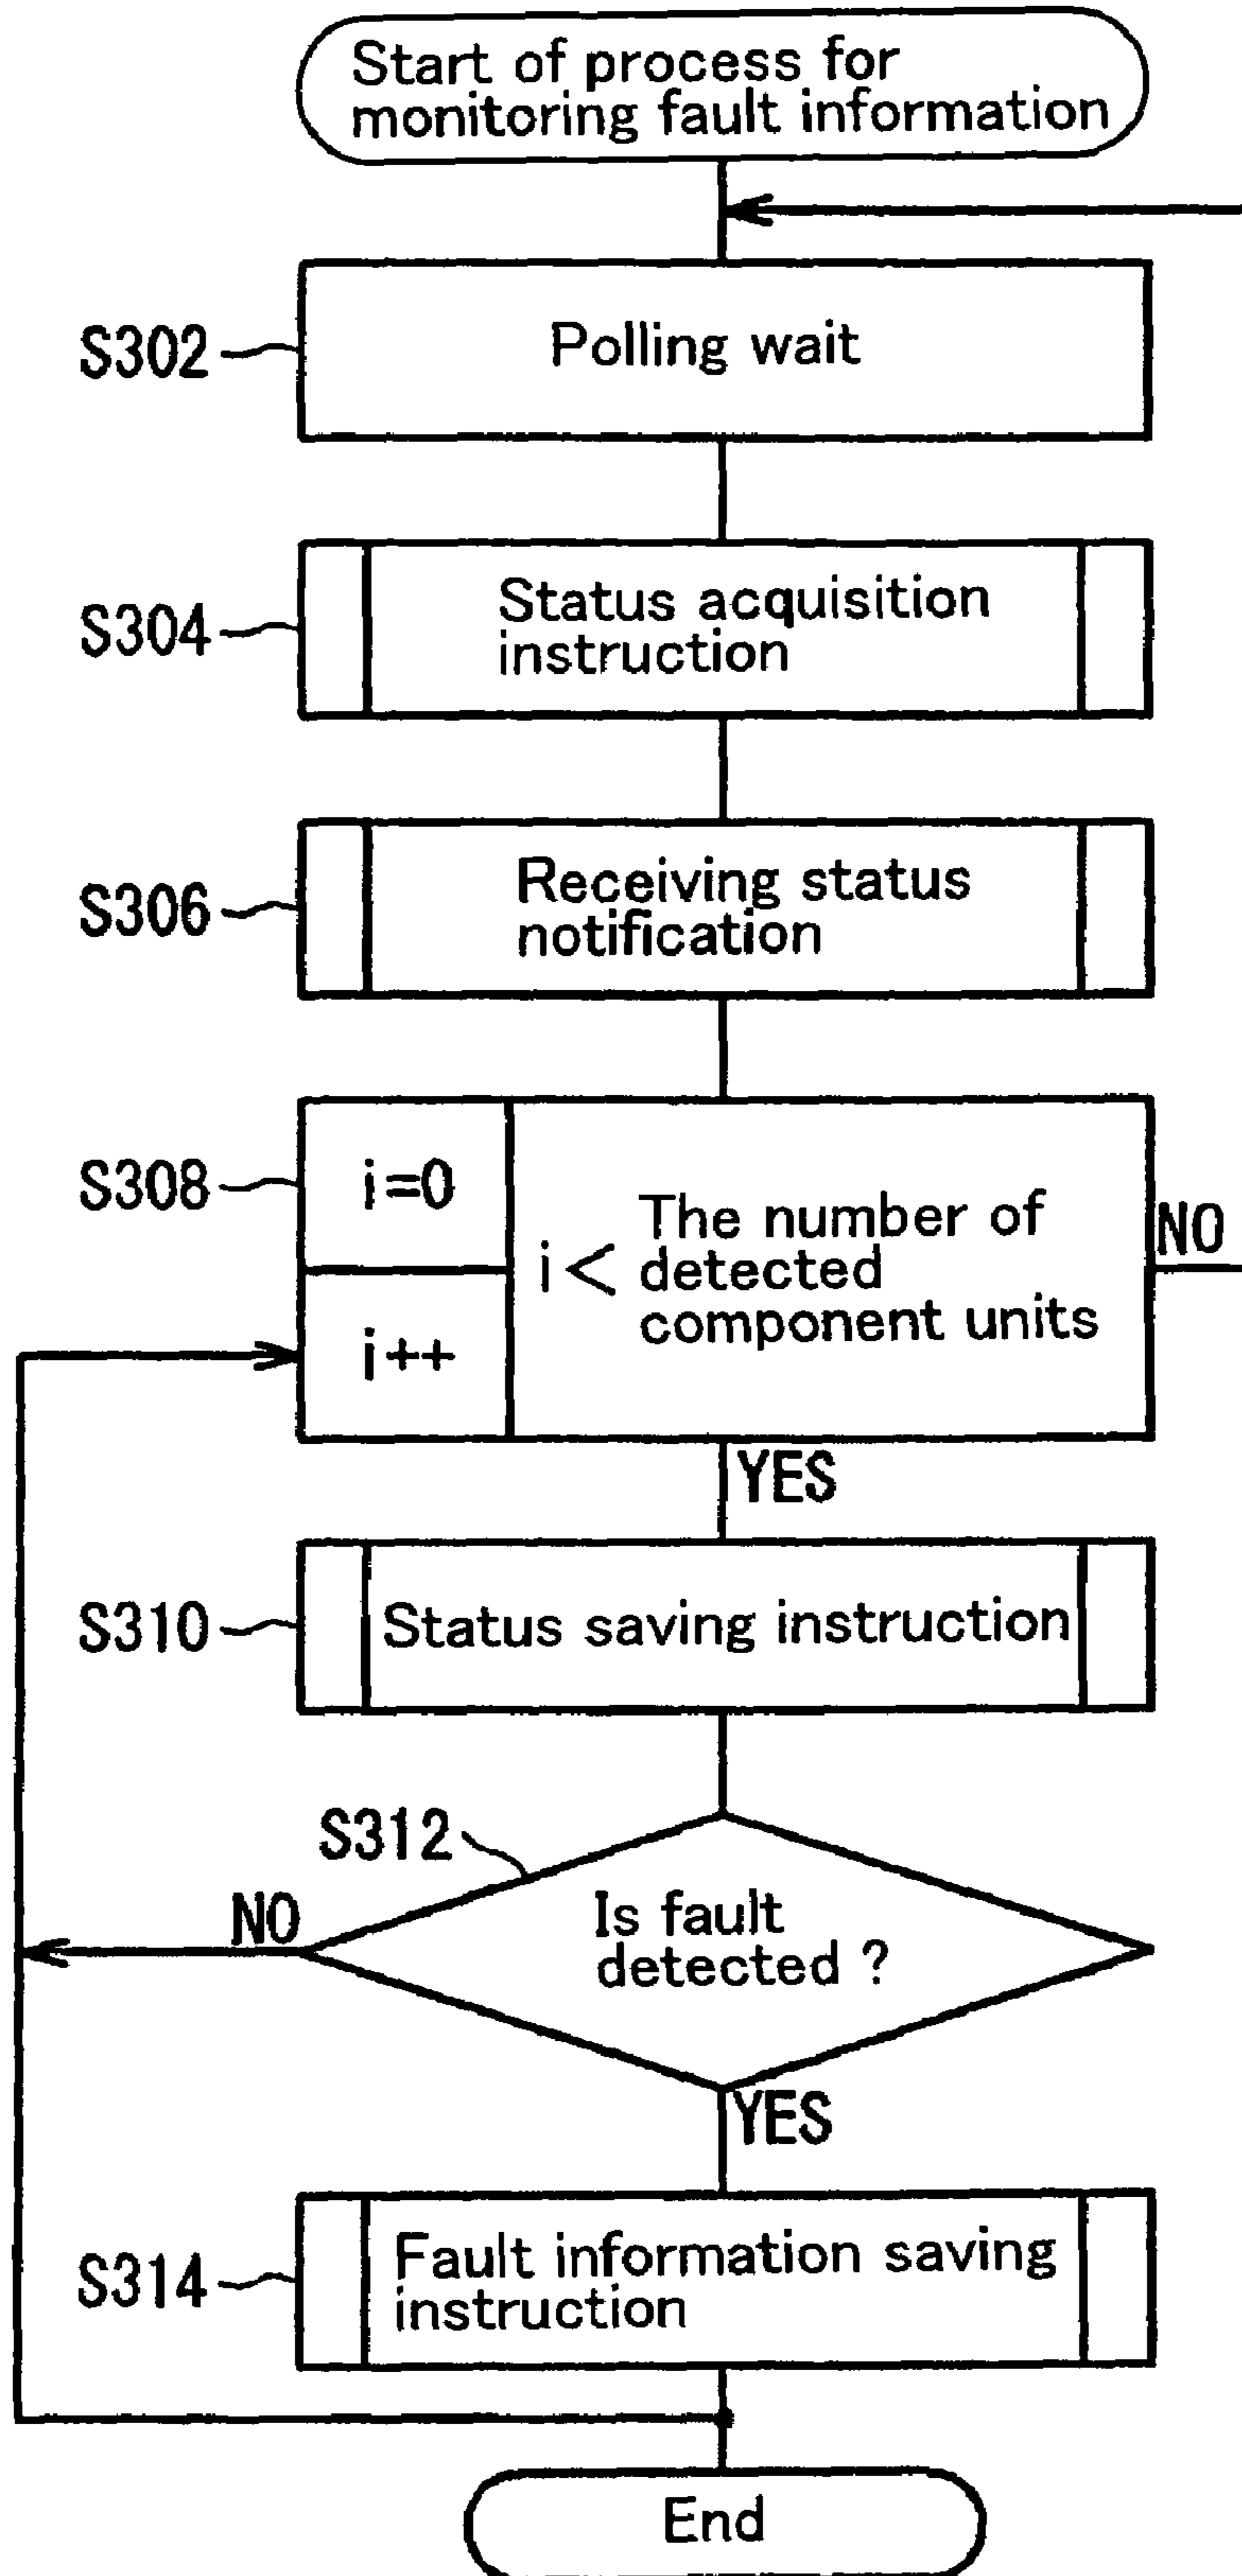 Start of process for
monitoring fault information
S302
Polling wait
S304
Status acquisition
instruction
S306
Receiving status
notification
S308
i=0
i++
i <
The number of
detected
component units
NO
YES
S310
Status saving instruction
S312
NO
Is fault
detected ?
YES
S314
Fault information saving
instruction
End